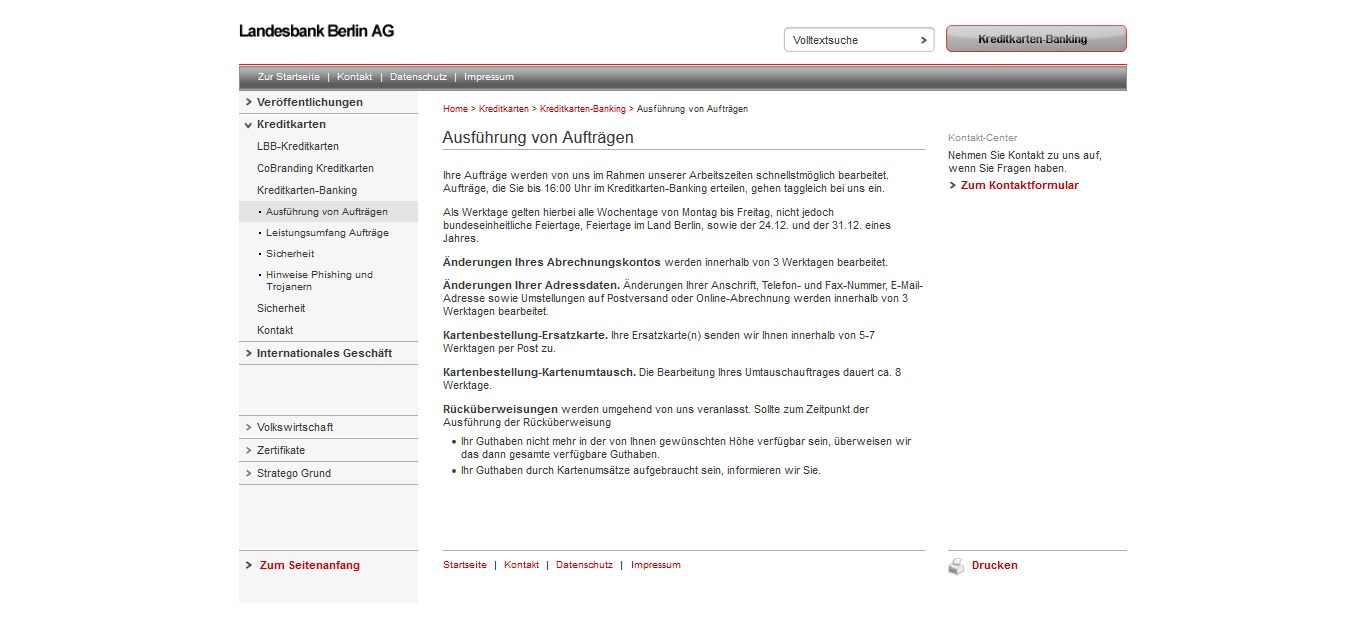 Landesbank Berlin AG
Volltextsuche
Kreditkarten-Banking
Zur Startseite | Kontakt | Datenschutz | Impressum
Veröffentlichungen
Kreditkarten
LBB-Kreditkarten
CoBranding Kreditkarten
Kreditkarten-Banking
Ausführung von Aufträgen
Leistungsumfang Aufträge
Sicherheit
Hinweise Phishing und
Trojanern
Sicherheit
Kontakt
Internationales Geschäft
Volkswirtschaft
Zertifikate
Stratego Grund
Zum Seitenanfang
Home > Kreditkarten > Kreditkarten-Banking > Ausführung von Aufträgen
Ausführung von Aufträgen
Ihre Aufträge werden von uns im Rahmen unserer Arbeitszeiten schnellstmöglich bearbeitet.
Aufträge, die Sie bis 16:00 Uhr im Kreditkarten-Banking erteilen, gehen taggleich bei uns ein.
Als Werktage gelten hierbei alle Wochentage von Montag bis Freitag, nicht jedoch
bundeseinheitliche Feiertage, Feiertage im Land Berlin, sowie der 24.12. und der 31.12. eines
Jahres.
Änderungen Ihres Abrechnungskontos werden innerhalb von 3 Werktagen bearbeitet.
Änderungen Ihrer Adressdaten. Änderungen Ihrer Anschrift, Telefon- und Fax-Nummer, E-Mail-
Adresse sowie Umstellungen auf Postversand oder Online-Abrechnung werden innerhalb von 3
Werktagen bearbeitet.
Kartenbestellung-Ersatzkarte. Ihre Ersatzkarte(n) senden wir Ihnen innerhalb von 5-7
Werktagen per Post zu.
Kartenbestellung-Kartenumtausch. Die Bearbeitung Ihres Umtauschauftrages dauert ca. 8
Werktage.
Rücküberweisungen werden umgehend von uns veranlasst. Sollte zum Zeitpunkt der
Ausführung der Rücküberweisung
• Ihr Guthaben nicht mehr in der von Ihnen gewünschten Höhe verfügbar sein, überweisen wir
das dann gesamte verfügbare Guthaben.
• Ihr Guthaben durch Kartenumsätze aufgebraucht sein, informieren wir Sie.
Startseite | Kontakt | Datenschutz | Impressum
Kontakt-Center
Nehmen Sie Kontakt zu uns auf,
wenn Sie Fragen haben.
Zum Kontaktformular
Drucken